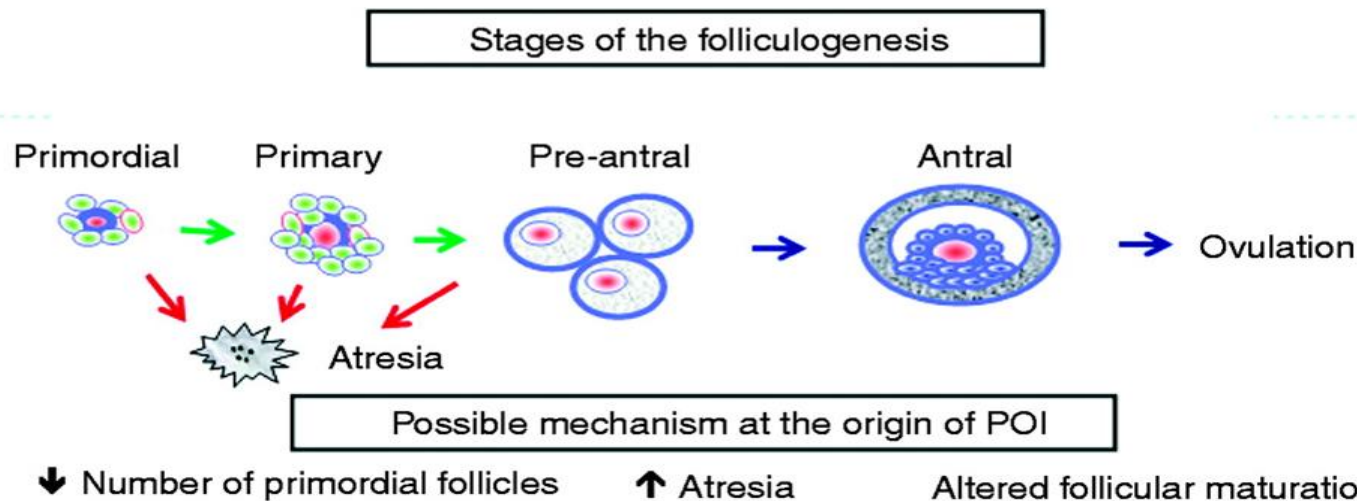 Stages of the folliculogenesis
Primordial Primary Pre-antral Antral
Ovulation
Atresia
Possible mechanism at the origin of POI
↓ Number of primordial follicles ↑ Atresia Altered follicular maturatio